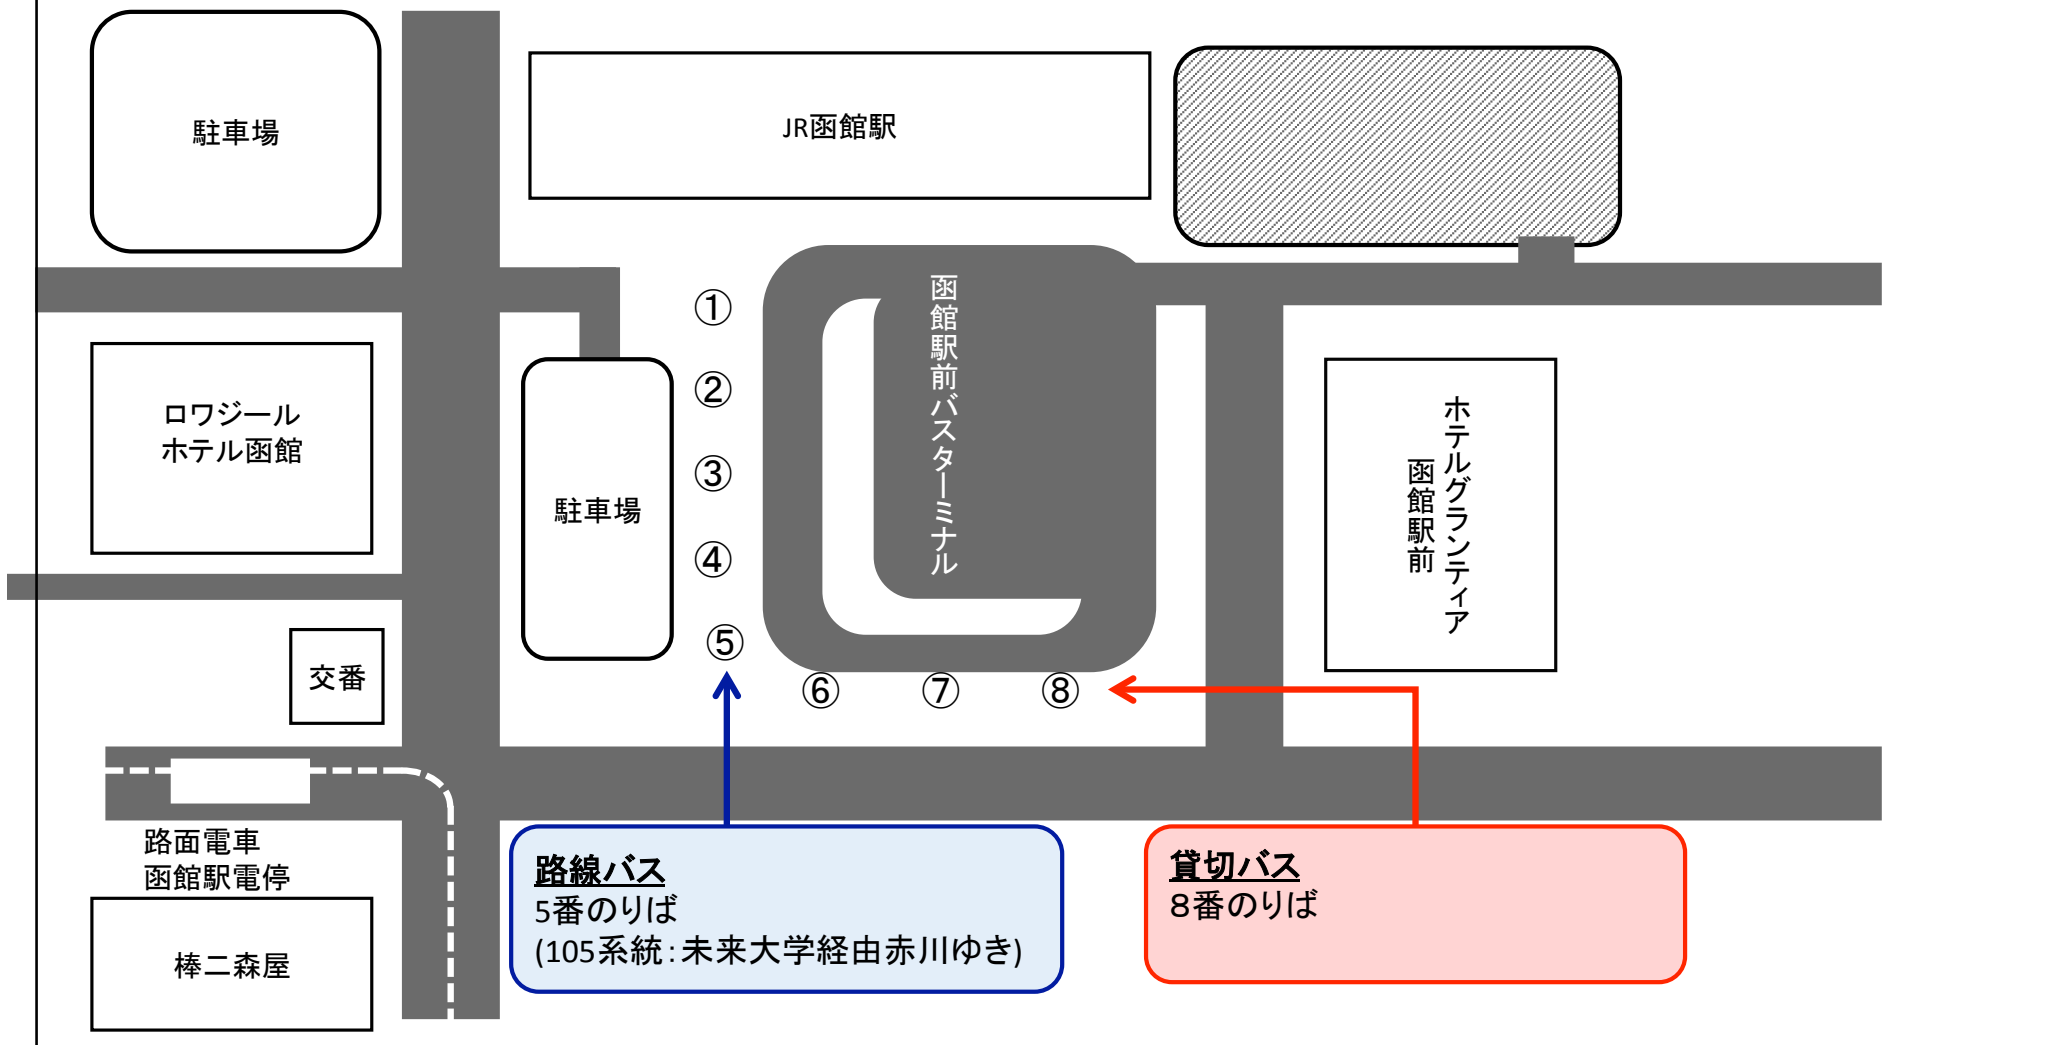 駐車場
JR函館駅
函館駅前バスターミナル
①
②
③
④
⑤
⑥
⑦
⑧
ロワジール
ホテル函館
駐車場
ホテルグランティア
函館駅前
交番
路面電車
函館駅電停
棒二森屋
路線バス
5番のりば
(105系統:未来大学経由赤川ゆき)
貸切バス
8番のりば